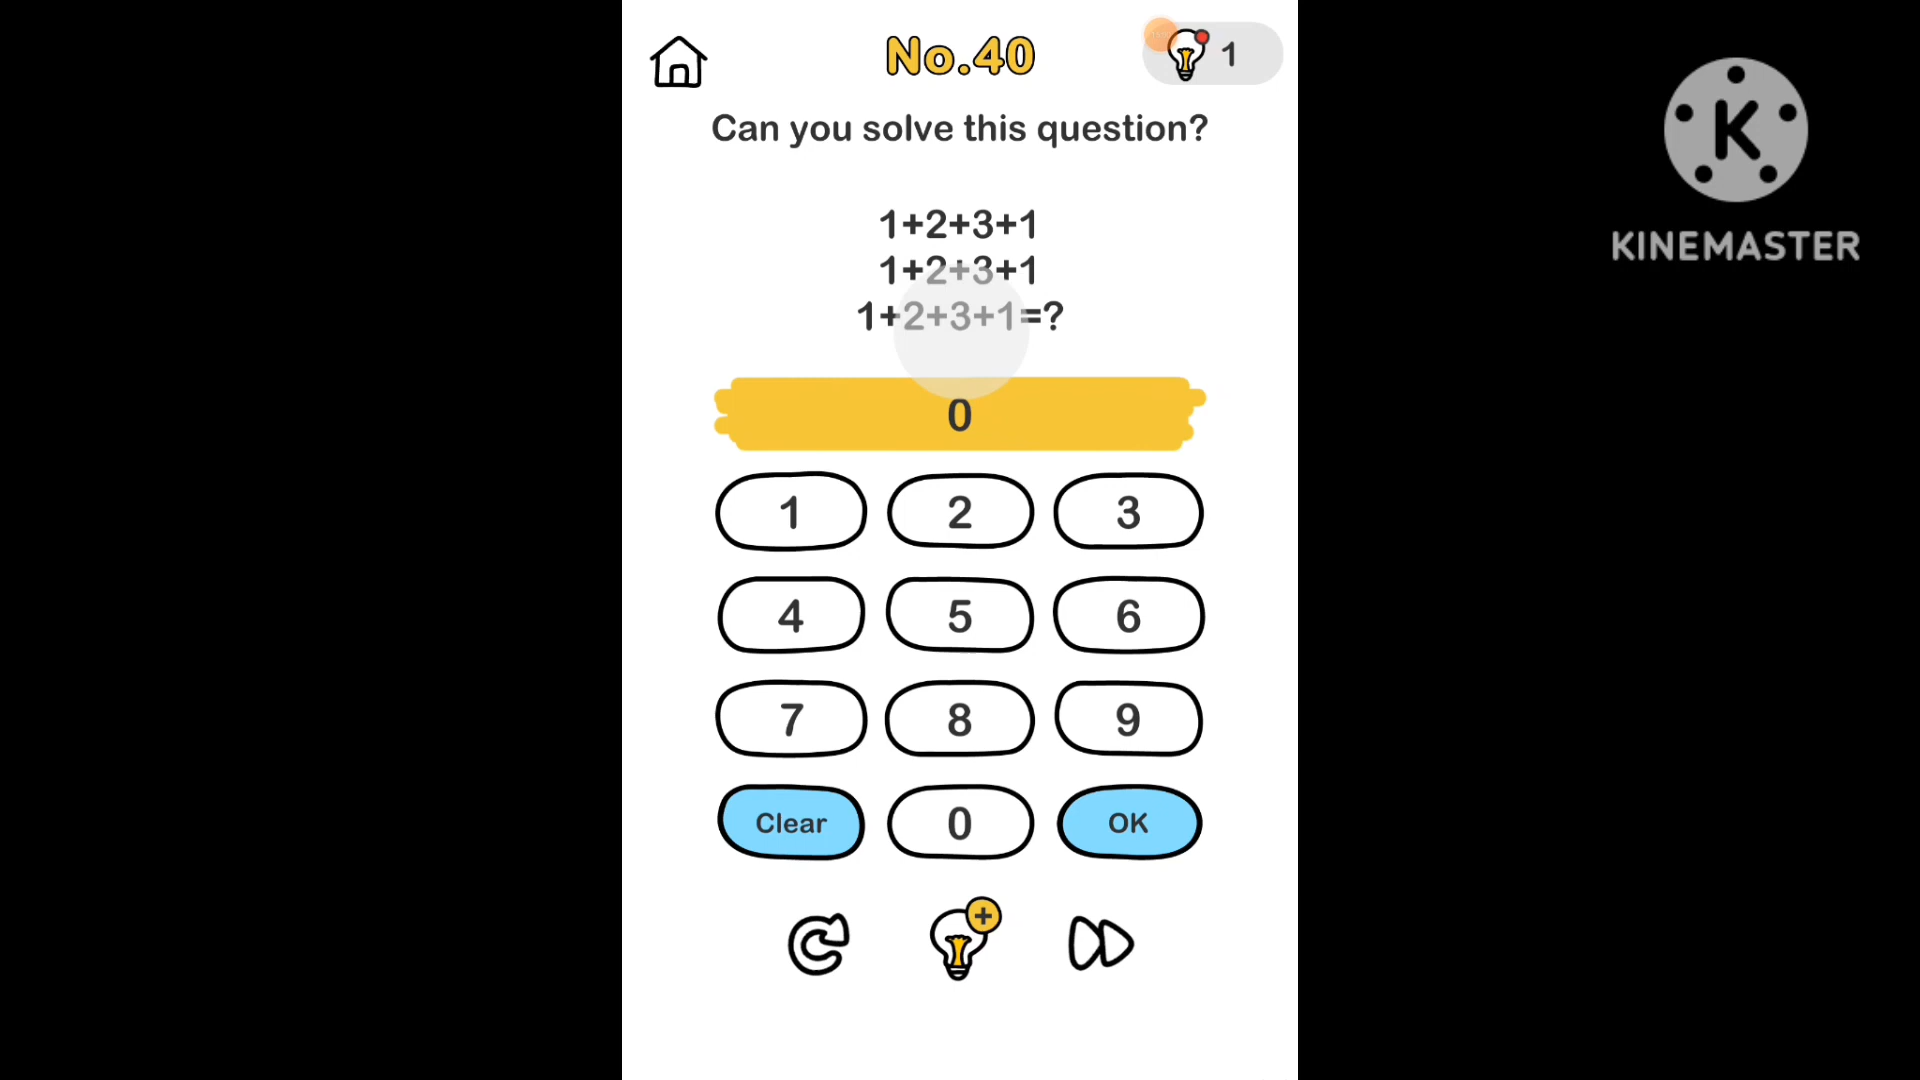 No.40
1
Can you solve this question?
1+2+3+1
1+2+3+1
1+2+3+1=?
0
1 2 3
4 5 6
7 8 9
Clear 0 OK
K
KINEMASTER